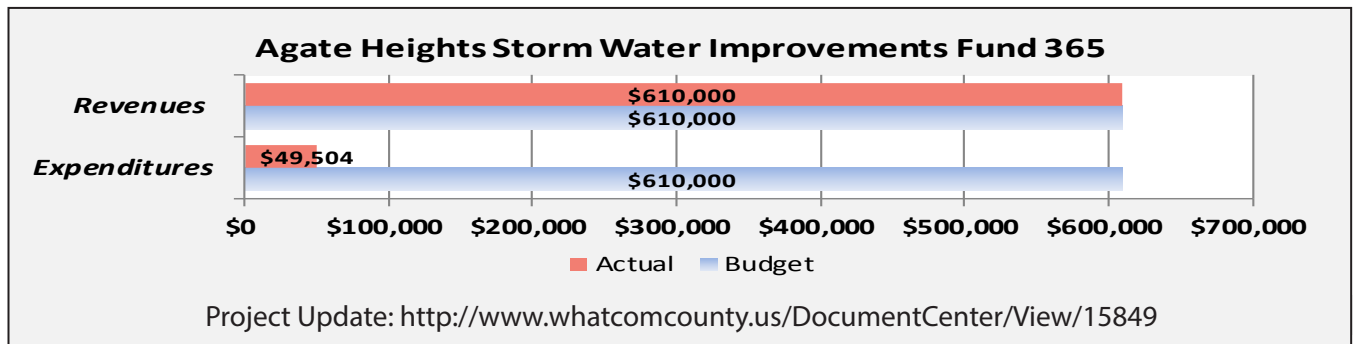 Agate Heights Storm Water Improvements Fund 365
Revenues
$610,000
$610,000
Expenditures
$49,504
$610,000
$0 $100,000 $200,000 $300,000 $400,000 $500,000 $600,000 $700,000
Actual Budget
Project Update: http://www.whatcomcounty.us/DocumentCenter/View/15849